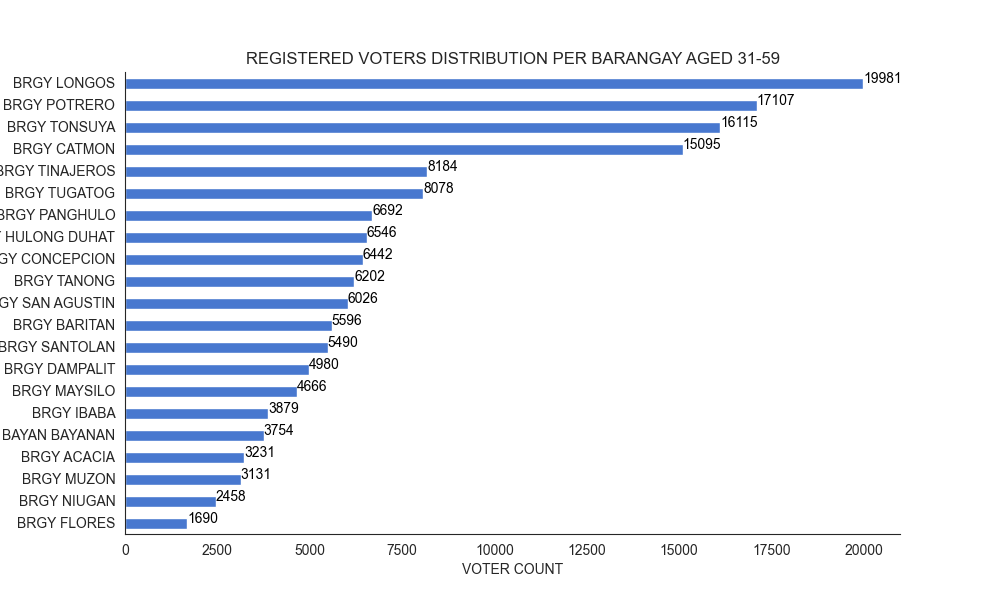 REGISTERED VOTERS DISTRIBUTION PER BARANGAY AGED 31-59
BRGY LONGOS 19981
BRGY POTRERO 17107
BRGY TONSUYA 16115
BRGY CATMON 15095
BRGY TINAJEROS 8184
BRGY TUGATOG 8078
BRGY PANGHULO 6692
HULONG DUHAT 6546
GY CONCEPCION 6442
BRGY TANONG 6202
GY SAN AGUSTIN 6026
BRGY BARITAN 5596
BRGY SANTOLAN 5490
BRGY DAMPALIT 4980
BRGY MAYSILO 4666
BRGY IBABA 3879
BAYAN BAYANAN 3754
BRGY ACACIA 3231
BRGY MUZON 3131
BRGY NIUGAN 2458
BRGY FLORES 1690
0 2500 5000 7500 10000 12500 15000 17500 20000
VOTER COUNT